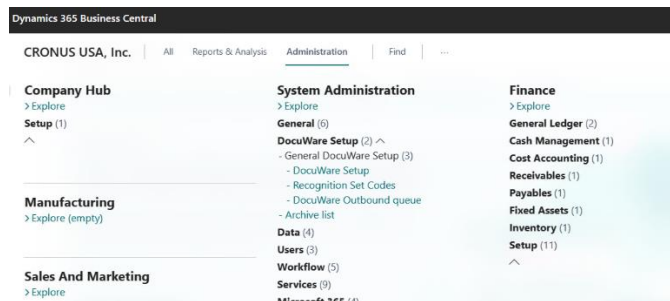 Dynamics 365 Business Central
CRONUS USA, Inc. All Reports & Analysis Administration Find ...
Company Hub
> Explore
Setup (1)
Manufacturing
> Explore (empty)
Sales And Marketing
> Explore
System Administration
> Explore
General (6)
DocuWare Setup (2)
- General DocuWare Setup (3)
- DocuWare Setup
- Recognition Set Codes
- DocuWare Outbound queue
- Archive list
Data (4)
Users (3)
Workflow (5)
Services (9)
Microsoft 365 (4)
Finance
> Explore
General Ledger (2)
Cash Management (1)
Cost Accounting (1)
Receivables (1)
Payables (1)
Fixed Assets (1)
Inventory (1)
Setup (11)